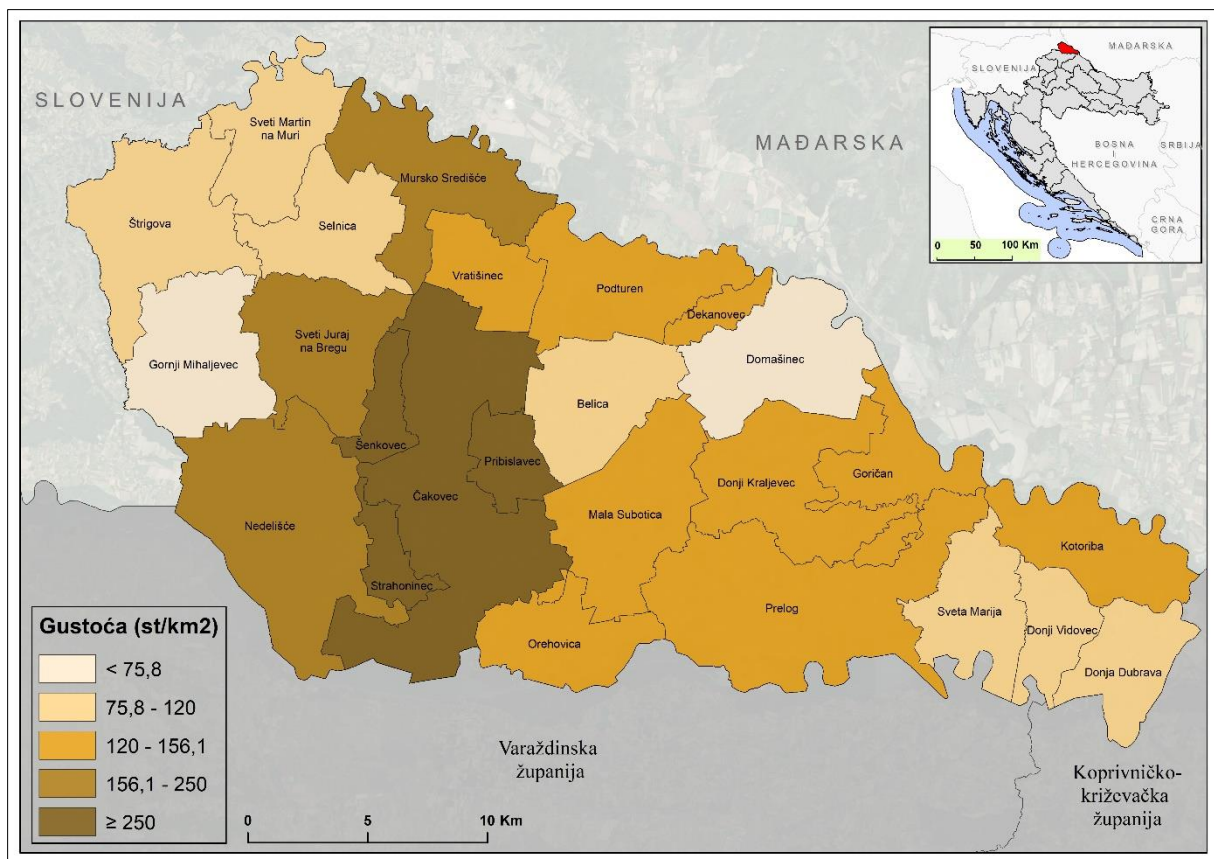 SLOVENIJA
MAĐARSKA
Sveti Martin
na Muri
Mursko Središće
Štrigova
Selnica
Vratišinec
Podturen
Dekanovec
Sveti Juraj
na Bregu
Gornji Mihaljevec
Domašinec
Belica
Šenkovec
Pribislavec
Čakovec
Goričan
Donji Kraljevec
Mala Subotica
Nedelišće
Kotoriba
Strahoninec
Prelog
Sveta Marija
Orehovica
Donji Vidovec
Donja Dubrava
Varaždinska
županija
Koprivničko-
križevačka
županija
Gustoća (st/km2)
< 75,8
75,8 - 120
120 - 156,1
156,1 - 250
≥ 250
0 5 10 Km
MAĐARSKA
SLOVENIJA
BOSNA
I
HERCEGOVINA
SRBIJA
CRNA
GORA
0 50 100 Km